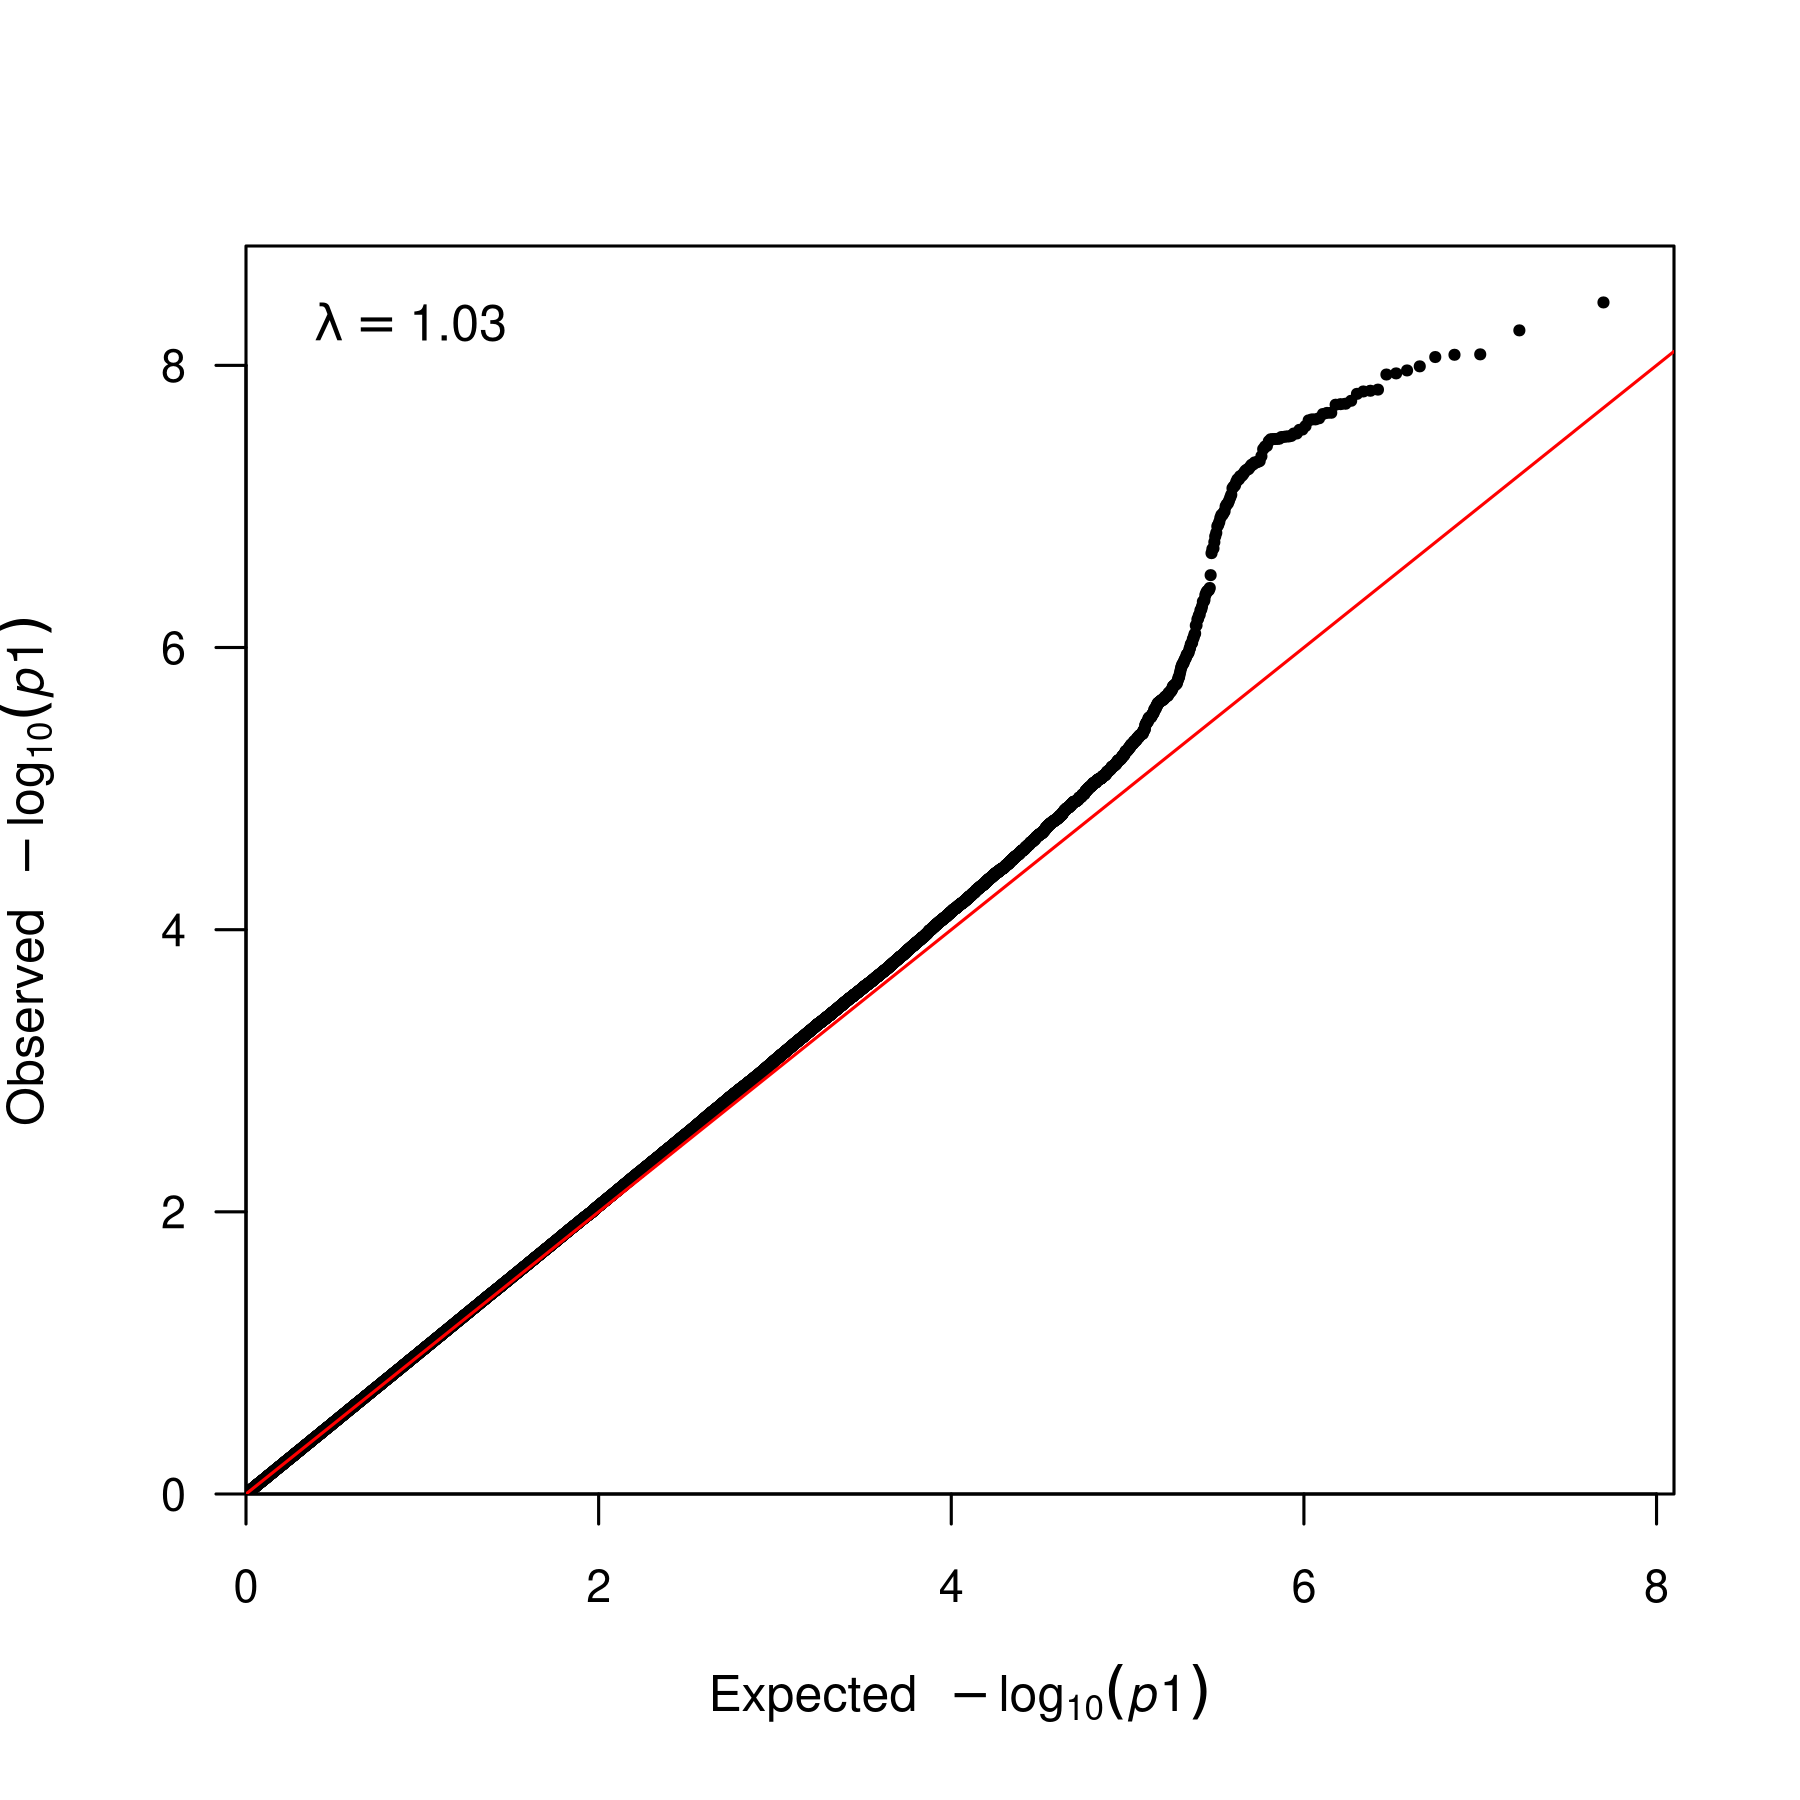 λ = 1.03
8
6
4
2
0
Observed −log₁₀(p1)
0 2 4 6 8
Expected −log₁₀(p1)